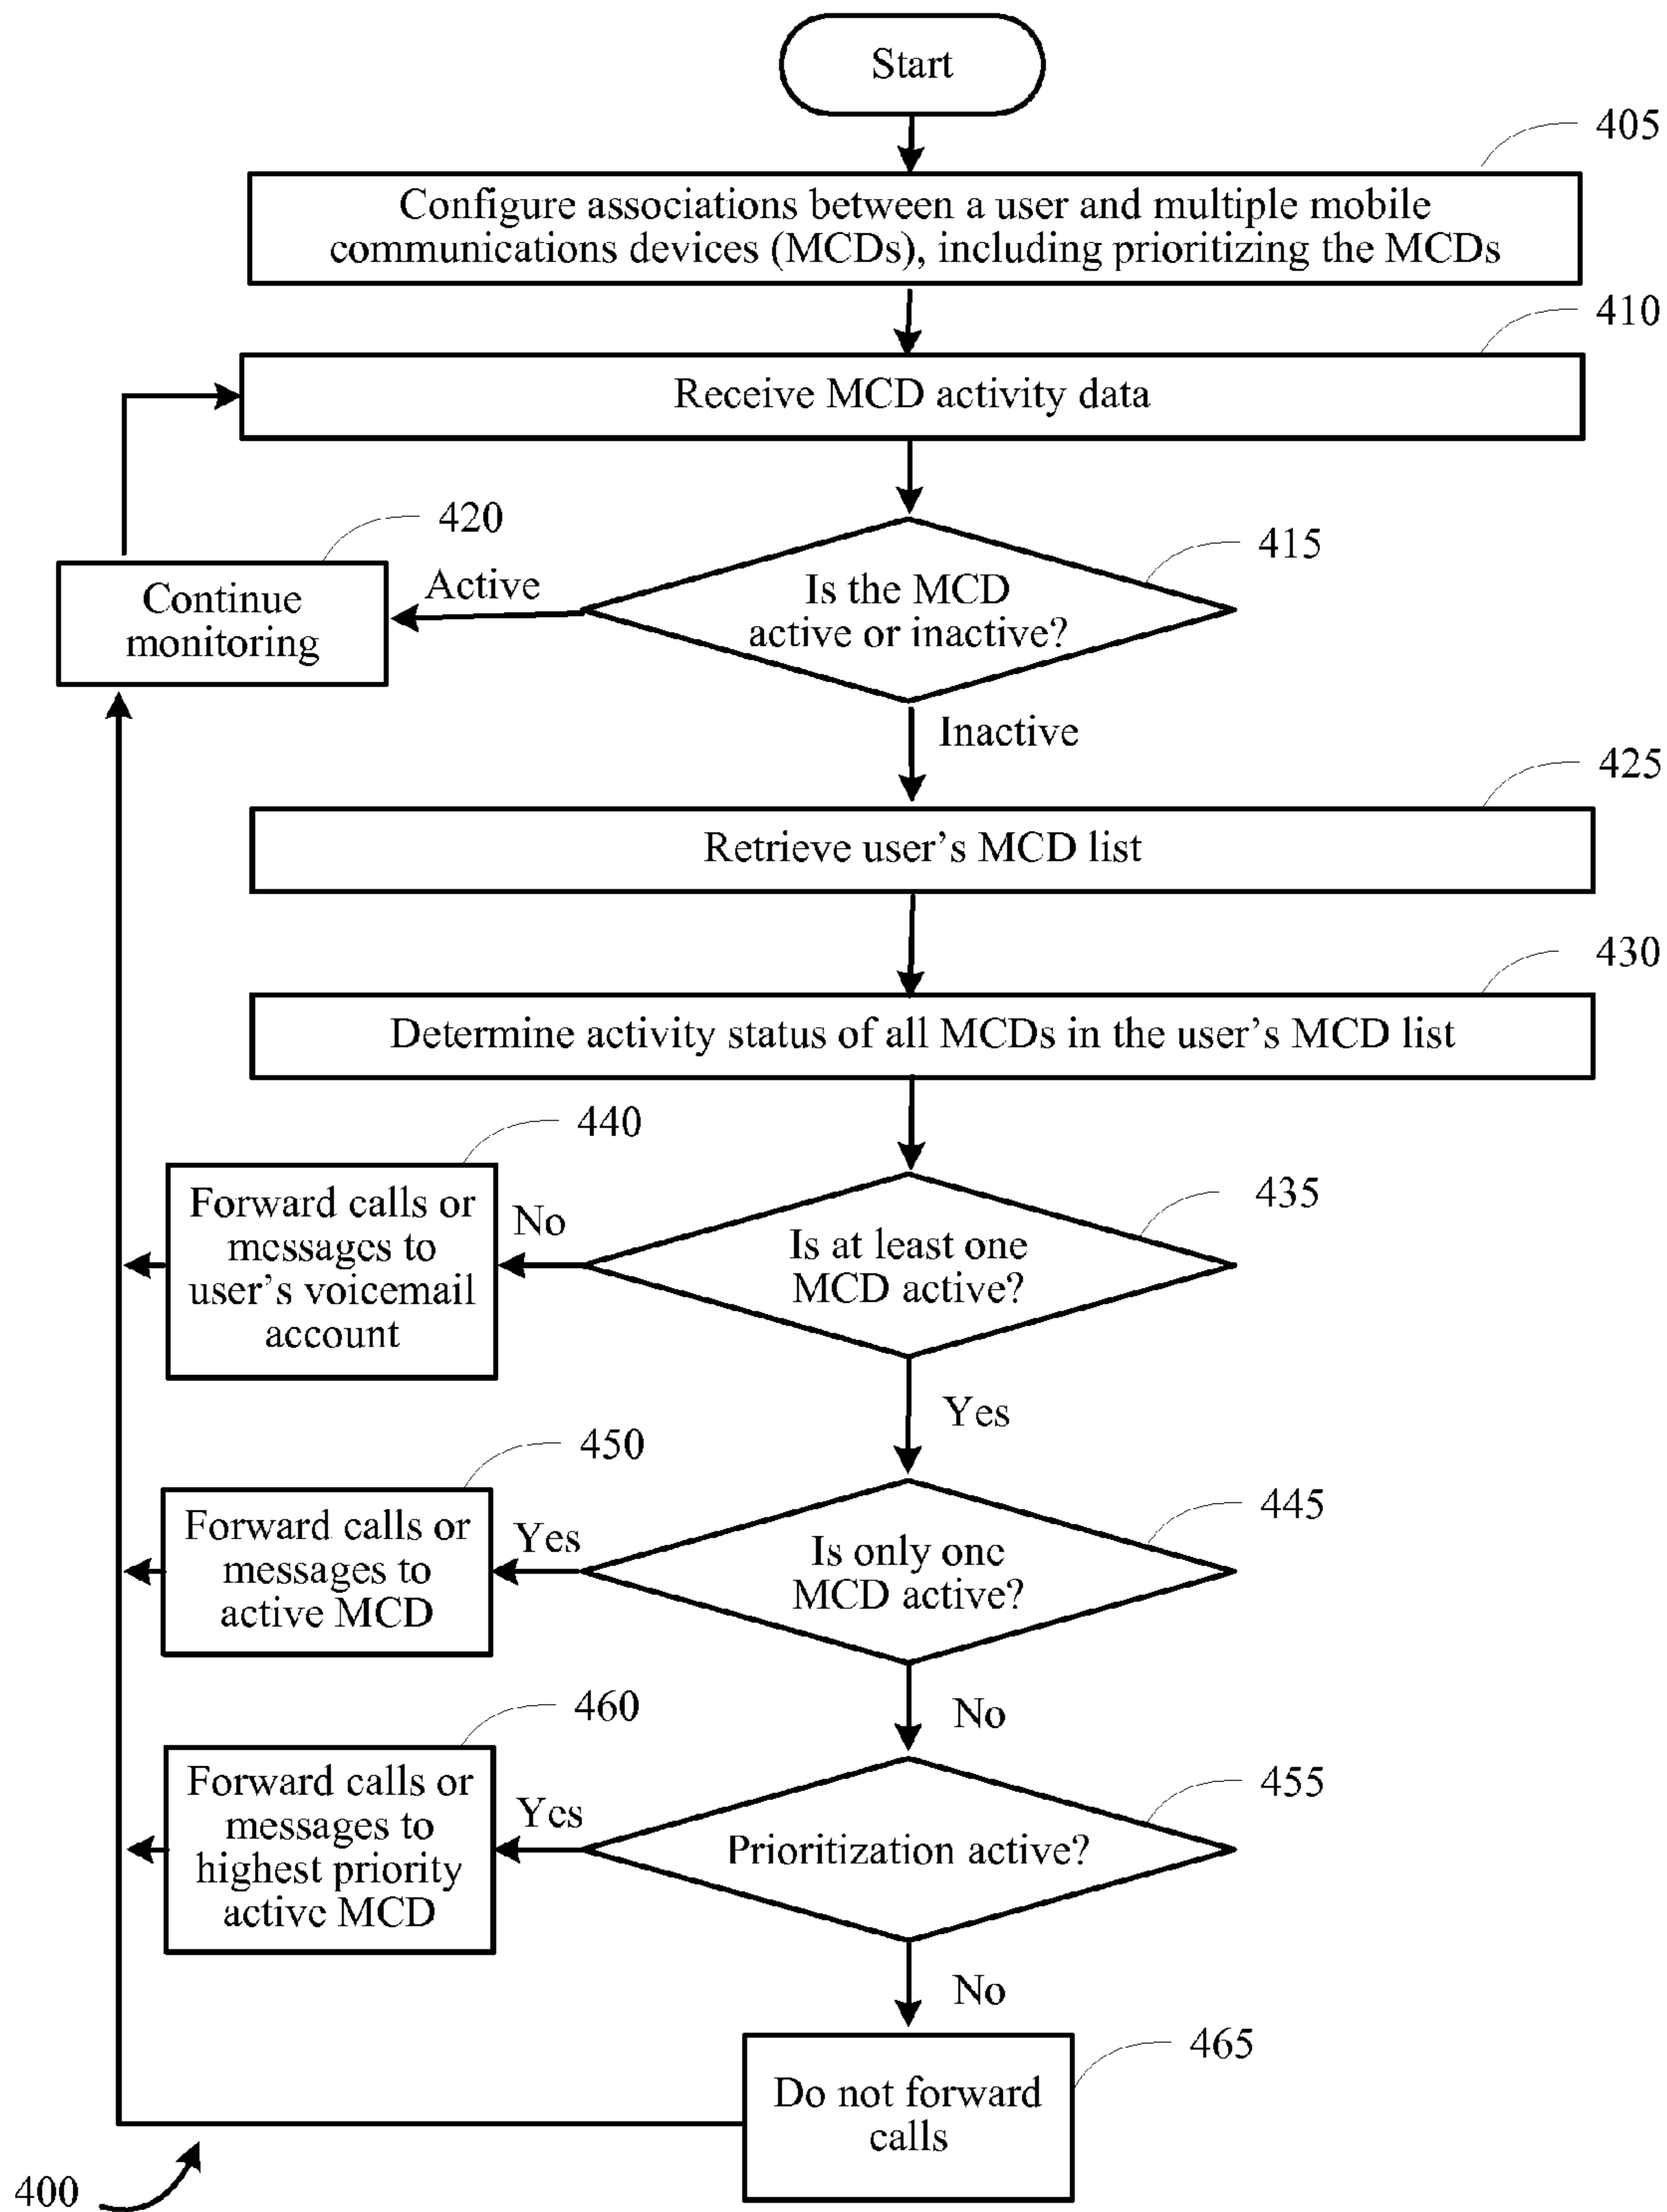 Start
405
Configure associations between a user and multiple mobile
communications devices (MCDs), including prioritizing the MCDs
410
Receive MCD activity data
420
415
Continue
monitoring
Active
Is the MCD
active or inactive?
Inactive
425
Retrieve user's MCD list
430
Determine activity status of all MCDs in the user's MCD list
440
435
Forward calls or
messages to
user's voicemail
account
No
Is at least one
MCD active?
Yes
450
445
Forward calls or
messages to
active MCD
Yes
Is only one
MCD active?
No
460
455
Forward calls or
messages to
highest priority
active MCD
Yes
Prioritization active?
No
465
Do not forward
calls
400